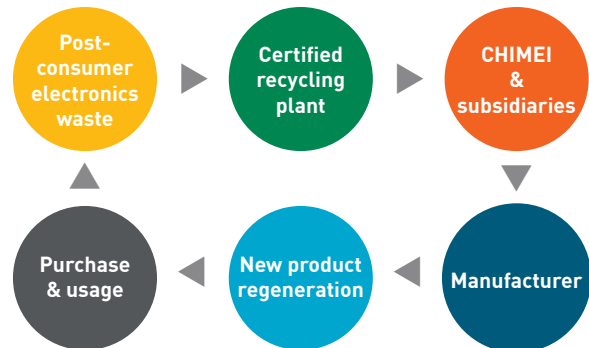 Post-
consumer
electronics
waste
Certified
recycling
plant
CHIMEI
&
subsidiaries
Purchase
& usage
New product
regeneration
Manufacturer